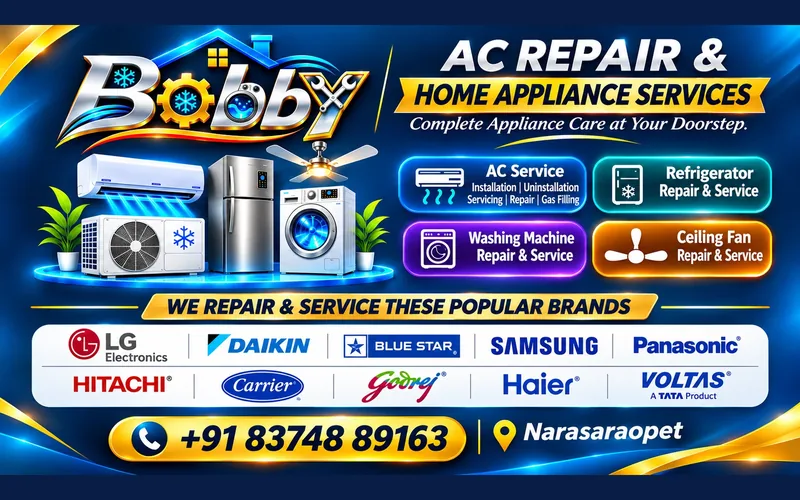 Bobby
AC REPAIR &
HOME APPLIANCE SERVICES
Complete Appliance Care at Your Doorstep.
AC Service
Installation | Uninstallation
Servicing | Repair | Gas Filling
Refrigerator
Repair & Service
Washing Machine
Repair & Service
Ceiling Fan
Repair & Service
WE REPAIR & SERVICE THESE POPULAR BRANDS
LG
Electronics
DAIKIN
BLUE STAR®
SAMSUNG
Panasonic®
HITACHI®
Carrier®
Godrej®
Haier®
VOLTAS®
A TATA Product
+91 83748 89163
Narasaraopet